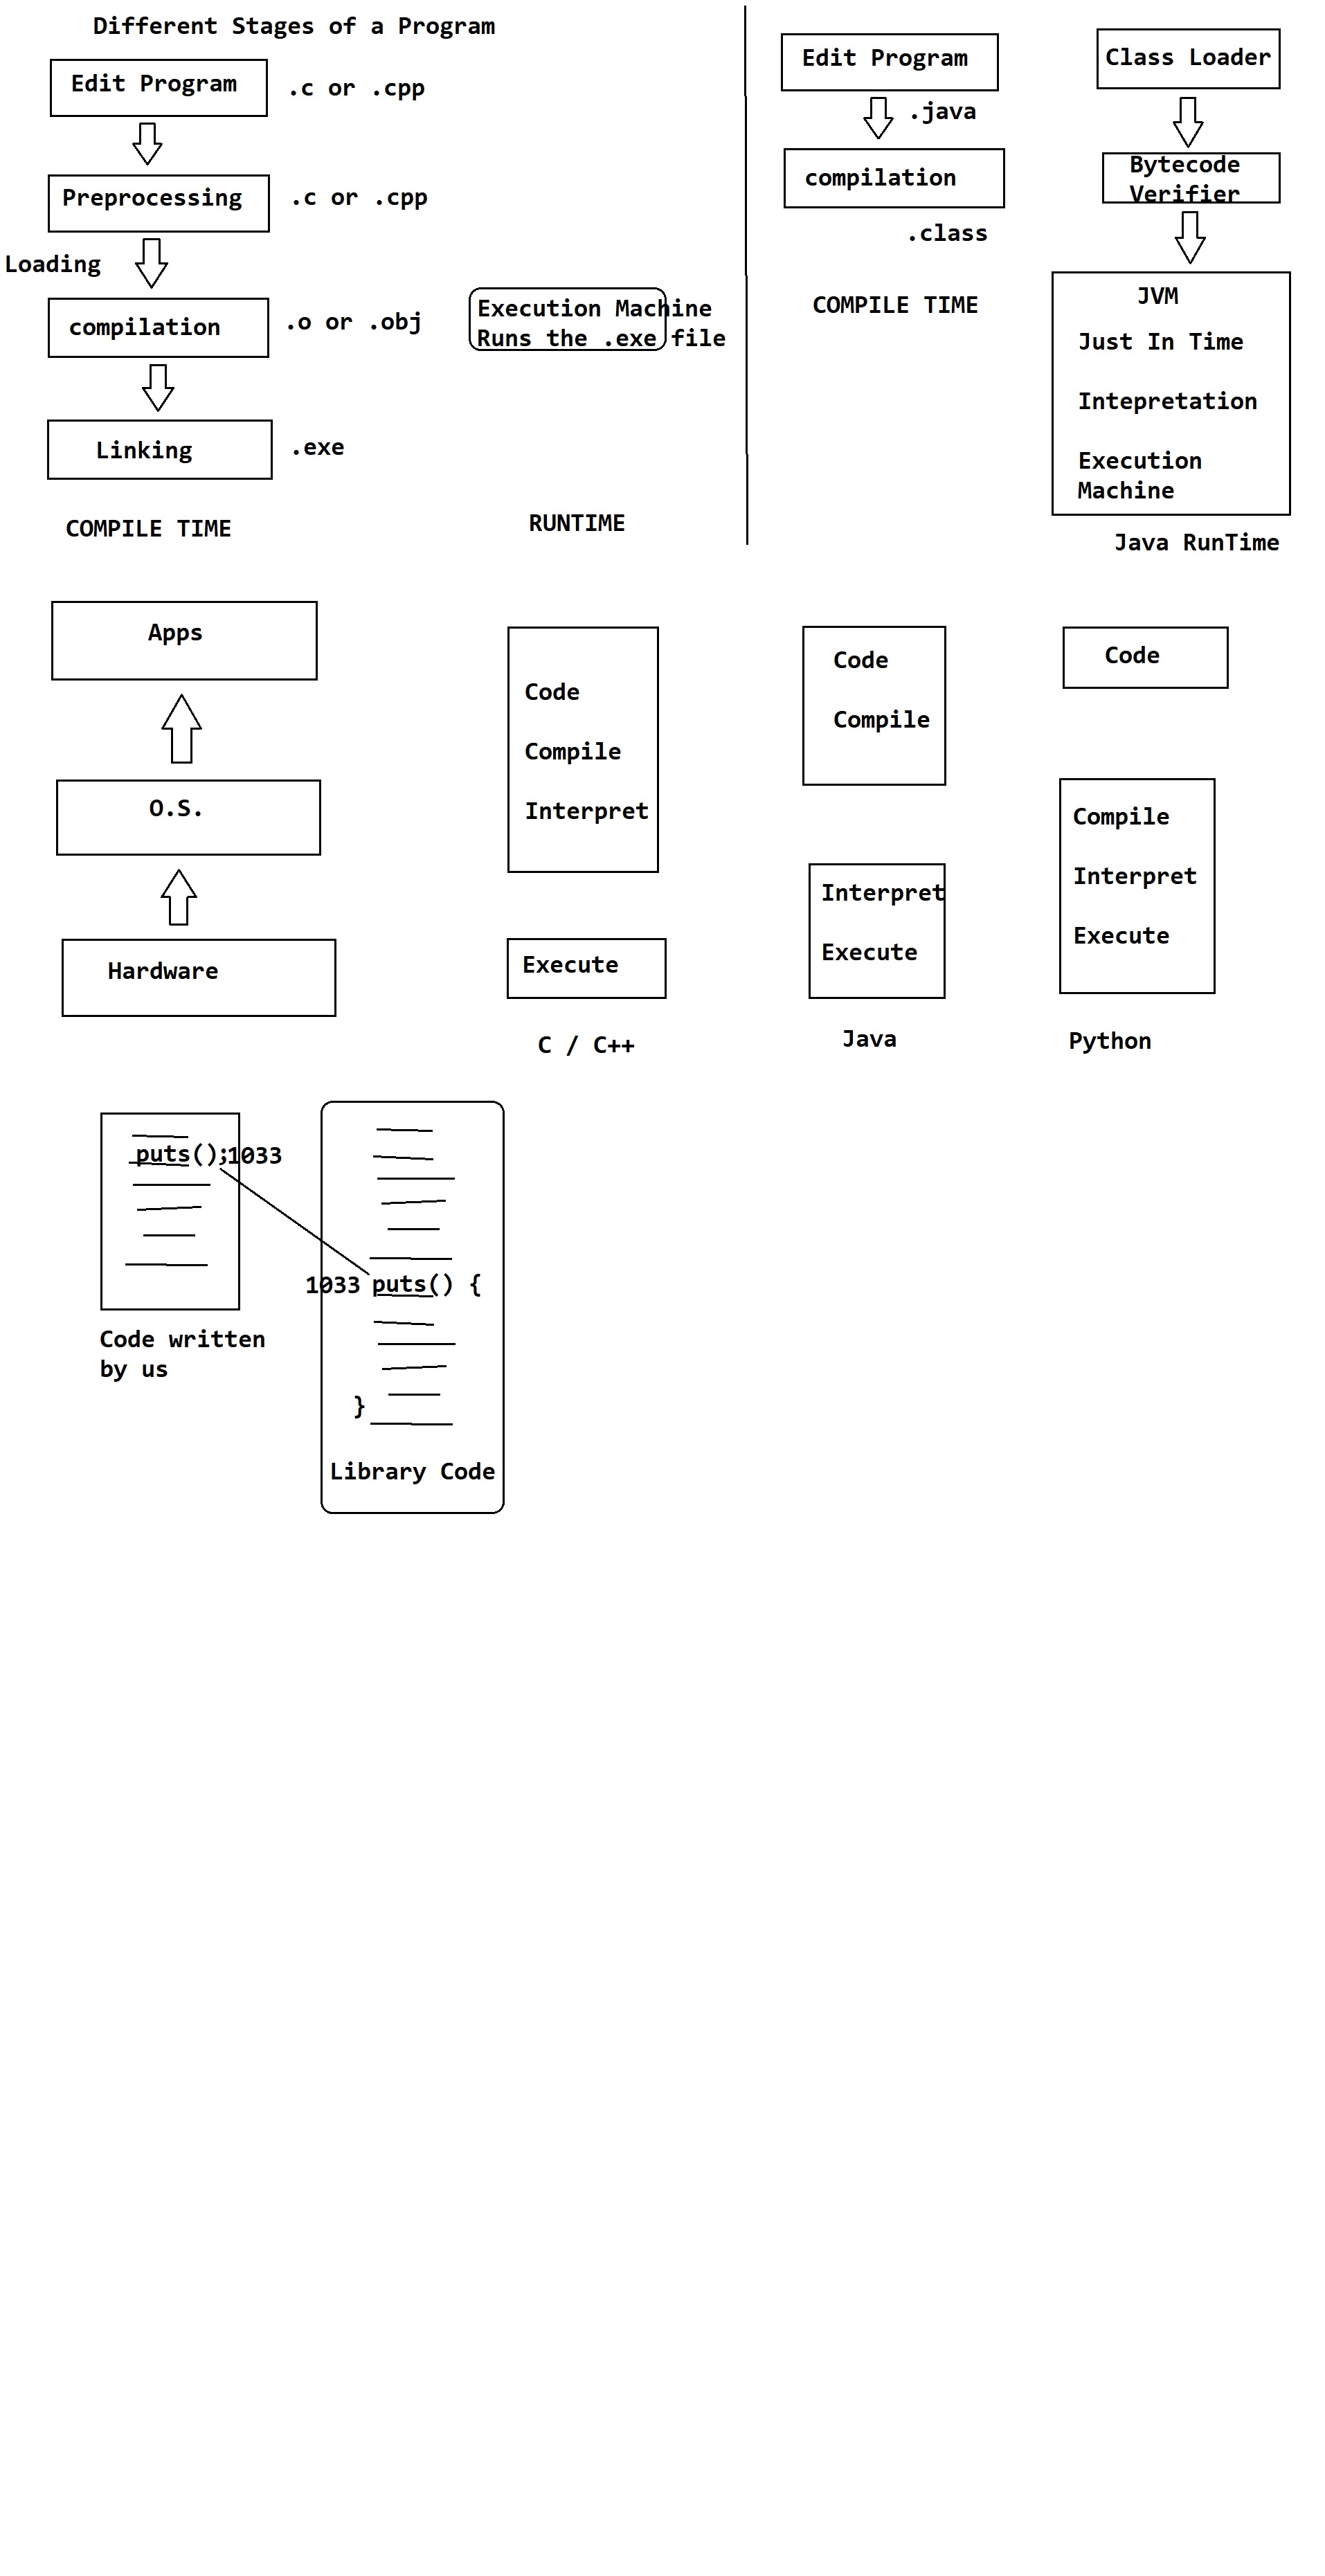 Different Stages of a Program
Edit Program
.c or .cpp
Preprocessing
.c or .cpp
Loading
compilation
.o or .obj
Linking
.exe
COMPILE TIME
Execution Machine
Runs the .exe file
RUNTIME
Edit Program
.java
compilation
.class
COMPILE TIME
Class Loader
Bytecode
Verifier
JVM
Just In Time
Intepretation
Execution
Machine
Java RunTime
Apps
O.S.
Hardware
Code
Compile
Interpret
Execute
C / C++
Code
Compile
Interpret
Execute
Java
Code
Compile
Interpret
Execute
Python
puts();1033
Code written
by us
1033 puts() {
}
Library Code